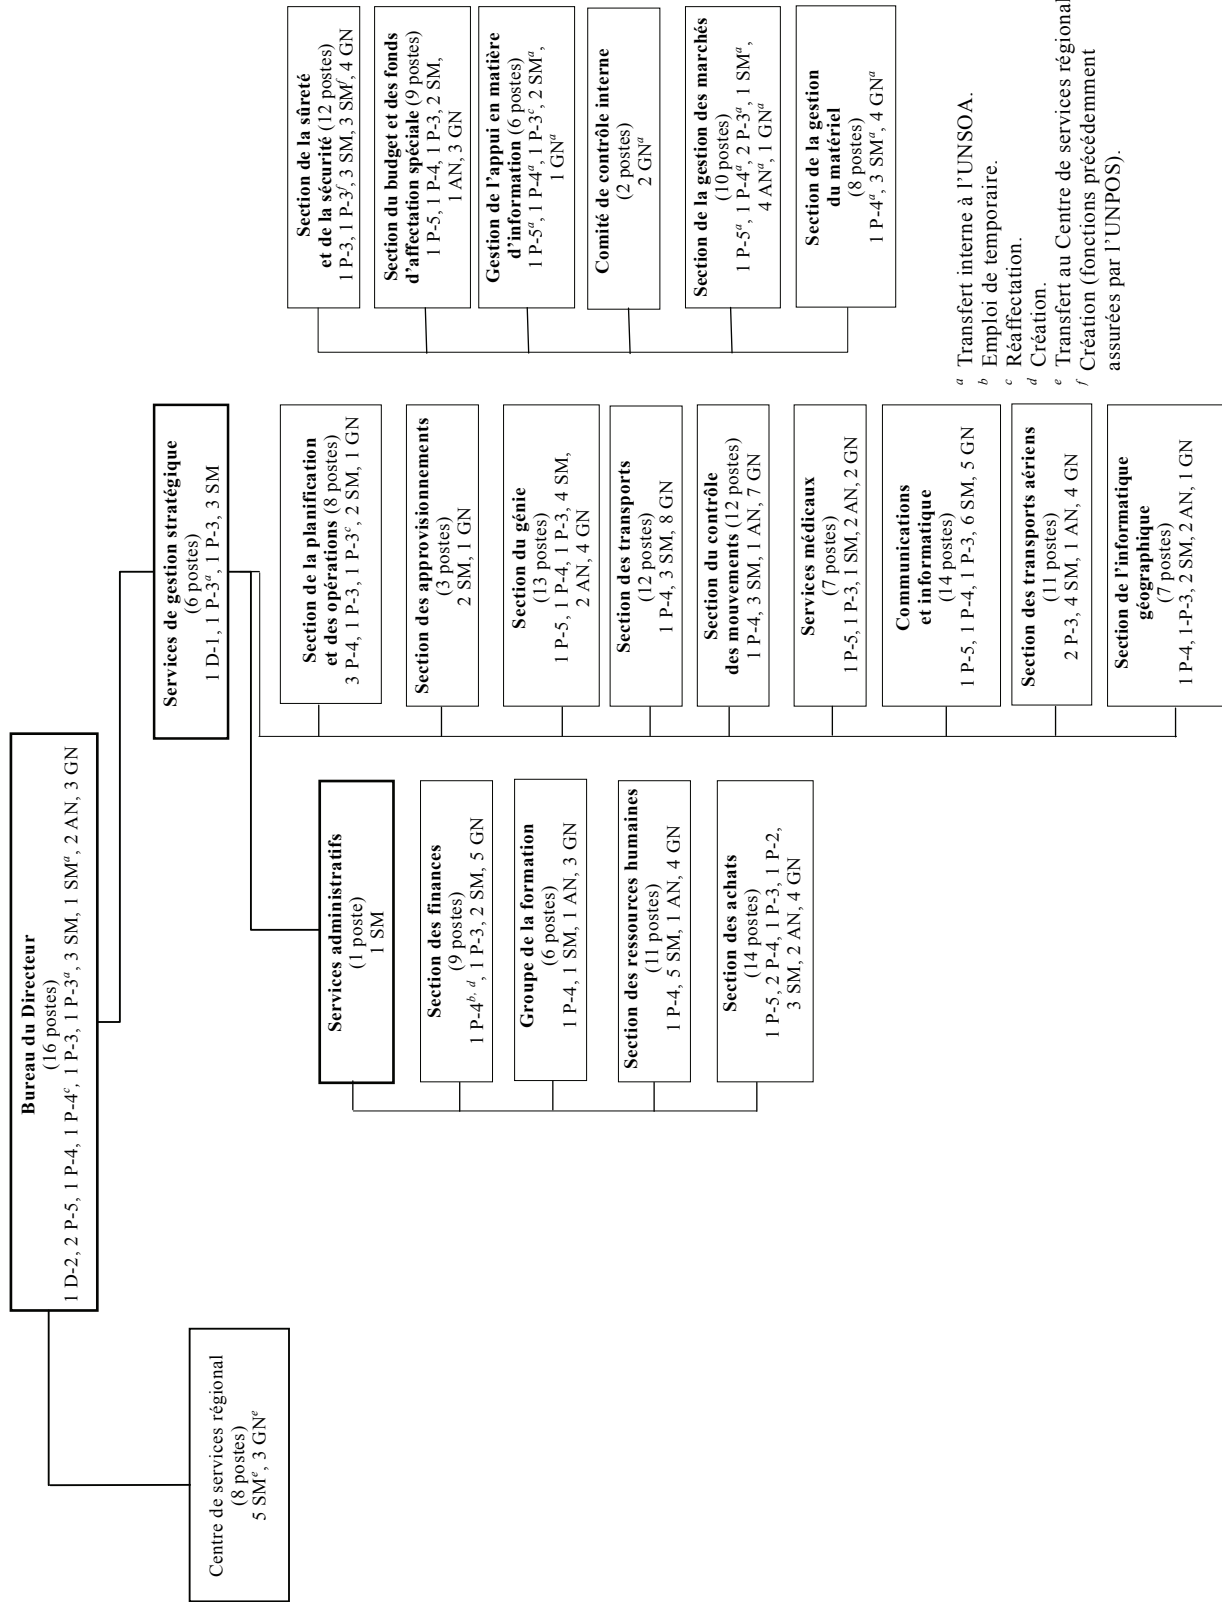 Bureau du Directeur
(16 postes)
1 D-2, 2 P-5, 1 P-4, 1 P-4c, 1 P-3, 1 P-3a, 3 SM, 1 SMa, 2 AN, 3 GN
Centre de services régional
(8 postes)
5 SMe, 3 GNe
Services de gestion stratégique
(6 postes)
1 D-1, 1 P-3a, 1 P-3, 3 SM
Services administratifs
(1 poste)
1 SM
Section des finances
(9 postes)
1 P-4b, d, 1 P-3, 2 SM, 5 GN
Groupe de la formation
(6 postes)
1 P-4, 1 SM, 1 AN, 3 GN
Section des ressources humaines
(11 postes)
1 P-4, 5 SM, 1 AN, 4 GN
Section des achats
(14 postes)
1 P-5, 2 P-4, 1 P-3, 1 P-2,
3 SM, 2 AN, 4 GN
Section de la planification
et des opérations (8 postes)
3 P-4, 1 P-3, 1 P-3c, 2 SM, 1 GN
Section des approvisionnements
(3 postes)
2 SM, 1 GN
Section du génie
(13 postes)
1 P-5, 1 P-4, 1 P-3, 4 SM,
2 AN, 4 GN
Section des transports
(12 postes)
1 P-4, 3 SM, 8 GN
Section du contrôle
des mouvements (12 postes)
1 P-4, 3 SM, 1 AN, 7 GN
Services médicaux
(7 postes)
1 P-5, 1 P-3, 1 SM, 2 AN, 2 GN
Communications
et informatique
(14 postes)
1 P-5, 1 P-4, 1 P-3, 6 SM, 5 GN
Section des transports aériens
(11 postes)
2 P-3, 4 SM, 1 AN, 4 GN
Section de l'informatique
géographique
(7 postes)
1 P-4, 1-P-3, 2 SM, 2 AN, 1 GN
Section de la sûreté
et de la sécurité (12 postes)
1 P-3, 1 P-3f, 3 SM, 3 SMf, 4 GN
Section du budget et des fonds
d'affectation spéciale (9 postes)
1 P-5, 1 P-4, 1 P-3, 2 SM,
1 AN, 3 GN
Gestion de l'appui en matière
d'information (6 postes)
1 P-5a, 1 P-4a, 1 P-3c, 2 SMa,
1 GNa
Comité de contrôle interne
(2 postes)
2 GNa
Section de la gestion des marchés
(10 postes)
1 P-5a, 1 P-4a, 2 P-3a, 1 SMa,
4 ANa, 1 GNa
Section de la gestion
du matériel
(8 postes)
1 P-4a, 3 SMa, 4 GNa
a Transfert interne à l'UNSOA.
b Emploi de temporaire.
c Réaffectation.
d Création.
e Transfert au Centre de services régional
f Création (fonctions précédemment
assurées par l'UNPOS).